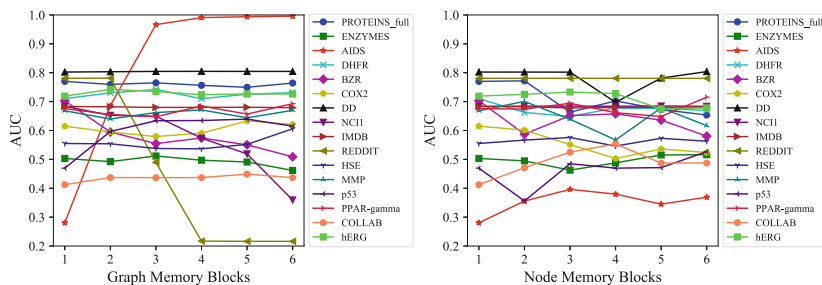 AUC
1.0
0.9
0.8
0.7
0.6
0.5
0.4
0.3
0.2
1 2 3 4 5 6
Graph Memory Blocks
PROTEINS_full
ENZYMES
AIDS
DHFR
BZR
COX2
DD
NCI1
IMDB
REDDIT
HSE
MMP
p53
PPAR-gamma
COLLAB
hERG
AUC
1.0
0.9
0.8
0.7
0.6
0.5
0.4
0.3
0.2
1 2 3 4 5 6
Node Memory Blocks
PROTEINS_full
ENZYMES
AIDS
DHFR
BZR
COX2
DD
NCI1
IMDB
REDDIT
HSE
MMP
p53
PPAR-gamma
COLLAB
hERG